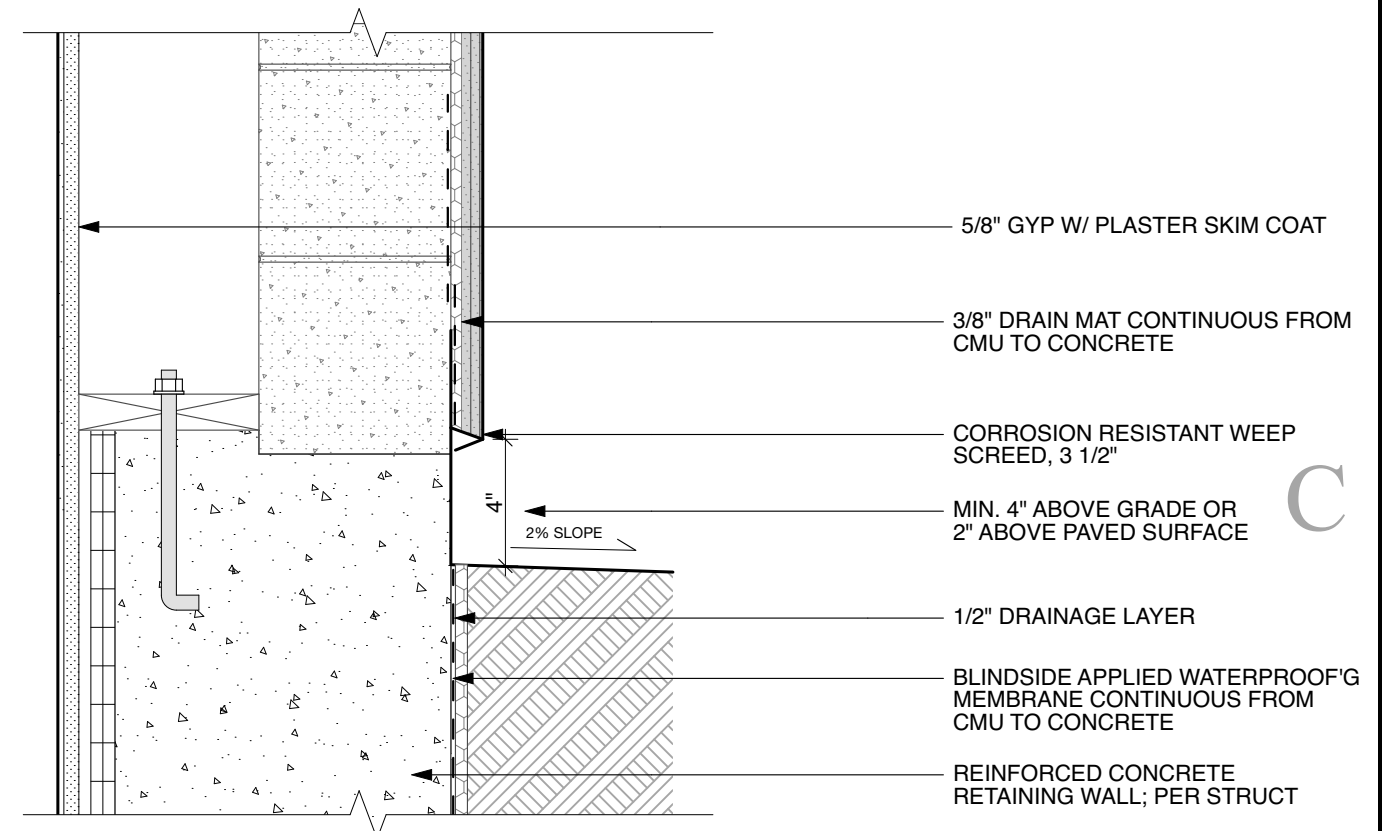 5/8" GYP W/ PLASTER SKIM COAT
3/8" DRAIN MAT CONTINUOUS FROM
CMU TO CONCRETE
CORROSION RESISTANT WEEP
SCREED, 3 1/2"
C
4"
MIN. 4" ABOVE GRADE OR
2" ABOVE PAVED SURFACE
2% SLOPE
1/2" DRAINAGE LAYER
BLINDSIDE APPLIED WATERPROOF'G
MEMBRANE CONTINUOUS FROM
CMU TO CONCRETE
REINFORCED CONCRETE
RETAINING WALL; PER STRUCT